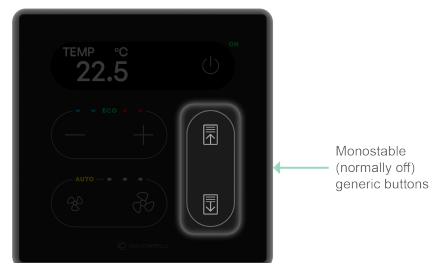 ON
TEMP °C
22.5
ECO
AUTO
Monostable
(normally off)
generic buttons